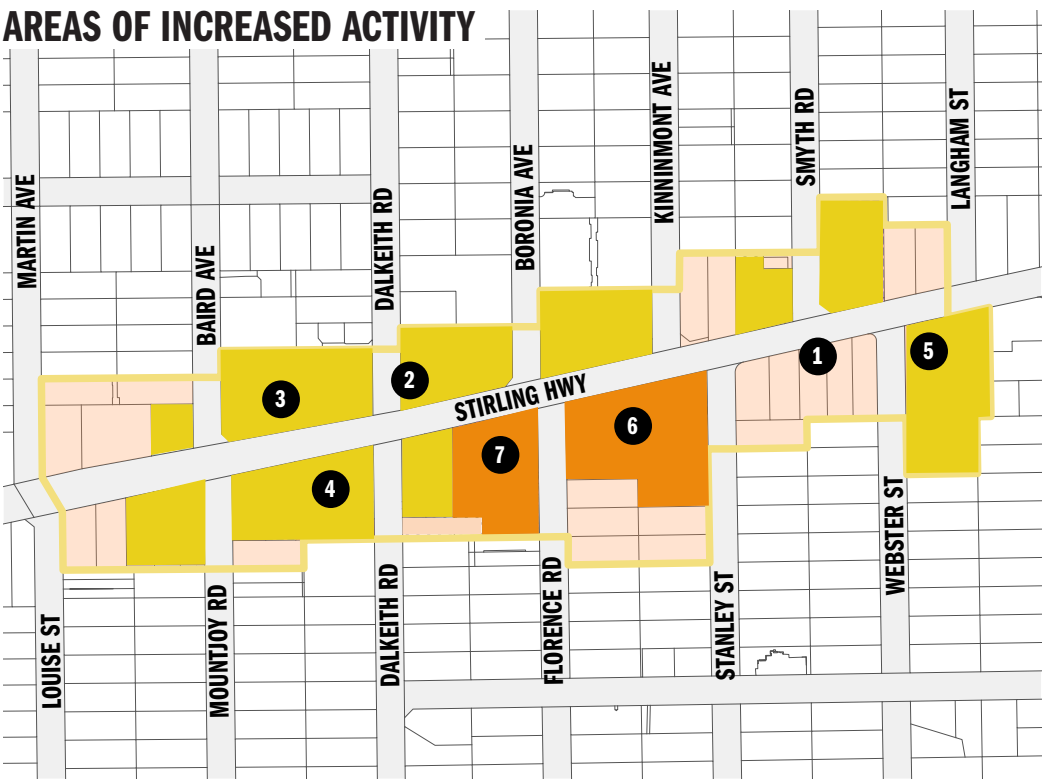 AREAS OF INCREASED ACTIVITY
MARTIN AVE
BAIRD AVE
DALKEITH RD
BORONIA AVE
KINNINMONT AVE
SMYTH RD
LANGHAM ST
STIRLING HWY
1
2
3
4
5
6
7
LOUISE ST
MOUNTJOY RD
DALKEITH RD
FLORENCE RD
STANLEY ST
WEBSTER ST